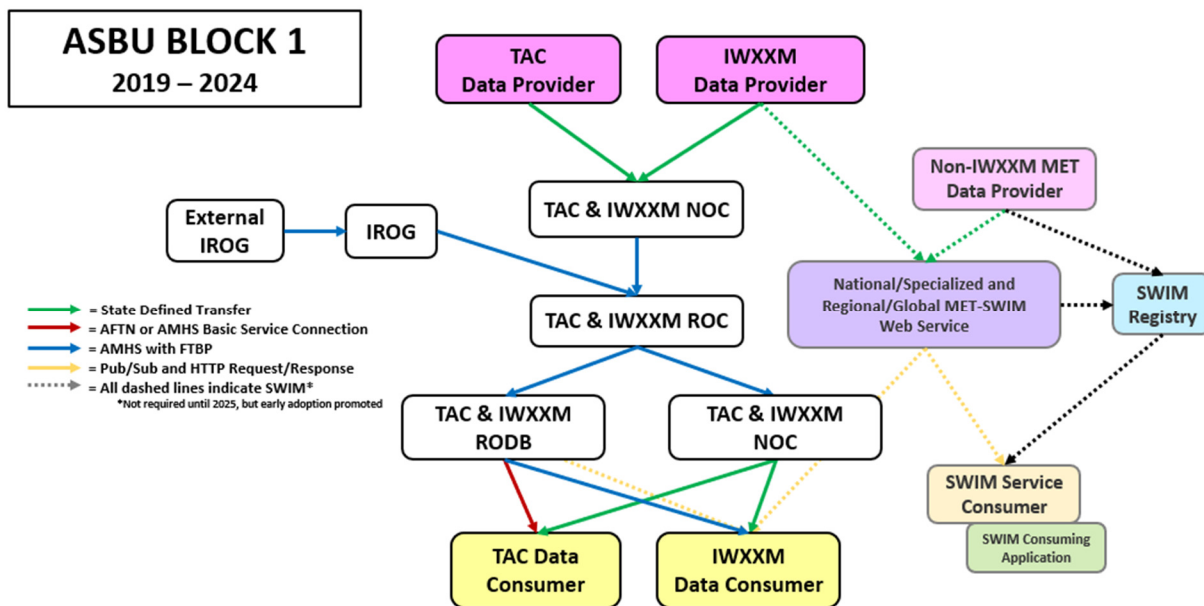 ASBU BLOCK 1
2019 – 2024
TAC
Data Provider
IWXXM
Data Provider
Non-IWXXM MET
Data Provider
TAC & IWXXM NOC
External
IROG
IROG
National/Specialized and
Regional/Global MET-SWIM
Web Service
SWIM
Registry
TAC & IWXXM ROC
= State Defined Transfer
= AFTN or AMHS Basic Service Connection
= AMHS with FTBP
= Pub/Sub and HTTP Request/Response
= All dashed lines indicate SWIM*
*Not required until 2025, but early adoption promoted
TAC & IWXXM
RODB
TAC & IWXXM
NOC
SWIM Service
Consumer
SWIM Consuming
Application
TAC Data
Consumer
IWXXM
Data Consumer